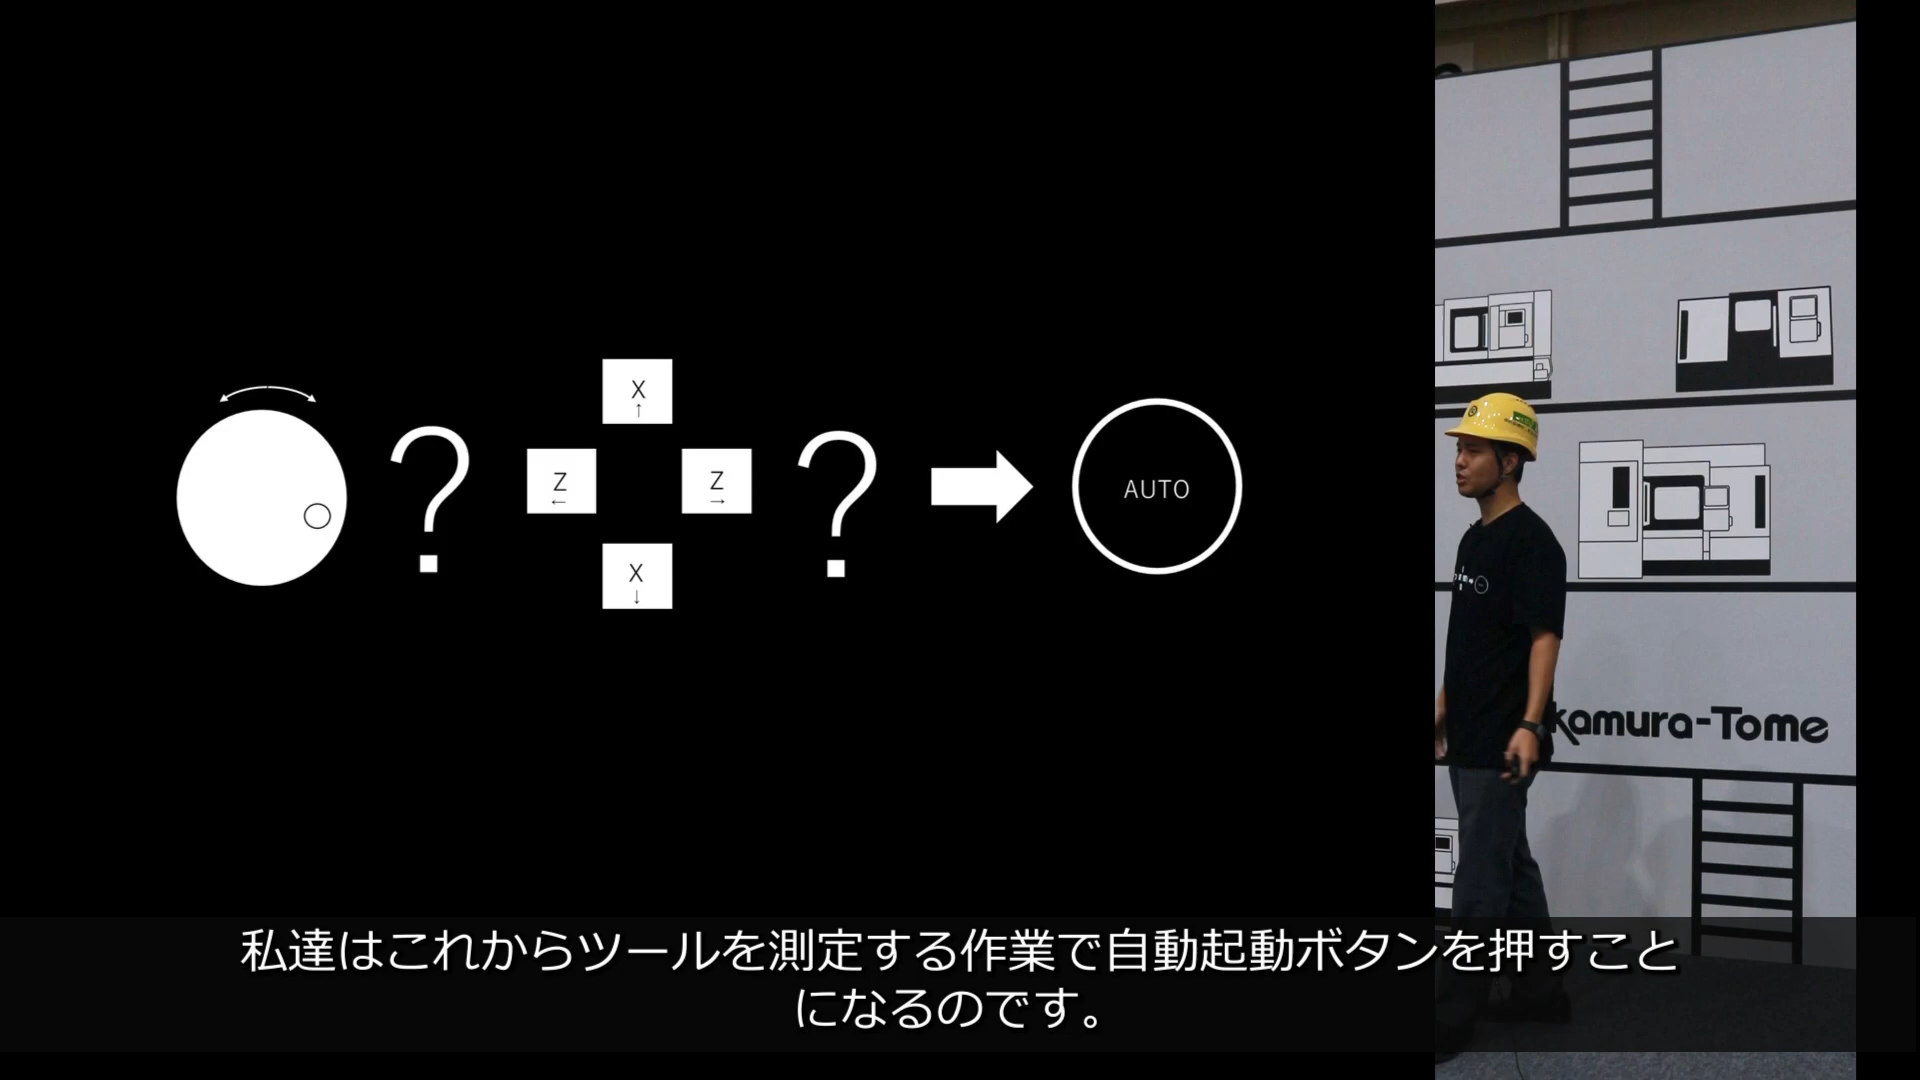 X
↑
?
Z
←
Z
→
?
AUTO
X
↓
kamura-Tome
私達はこれからツールを測定する作業で自動起動ボタンを押すこと
になるのです。